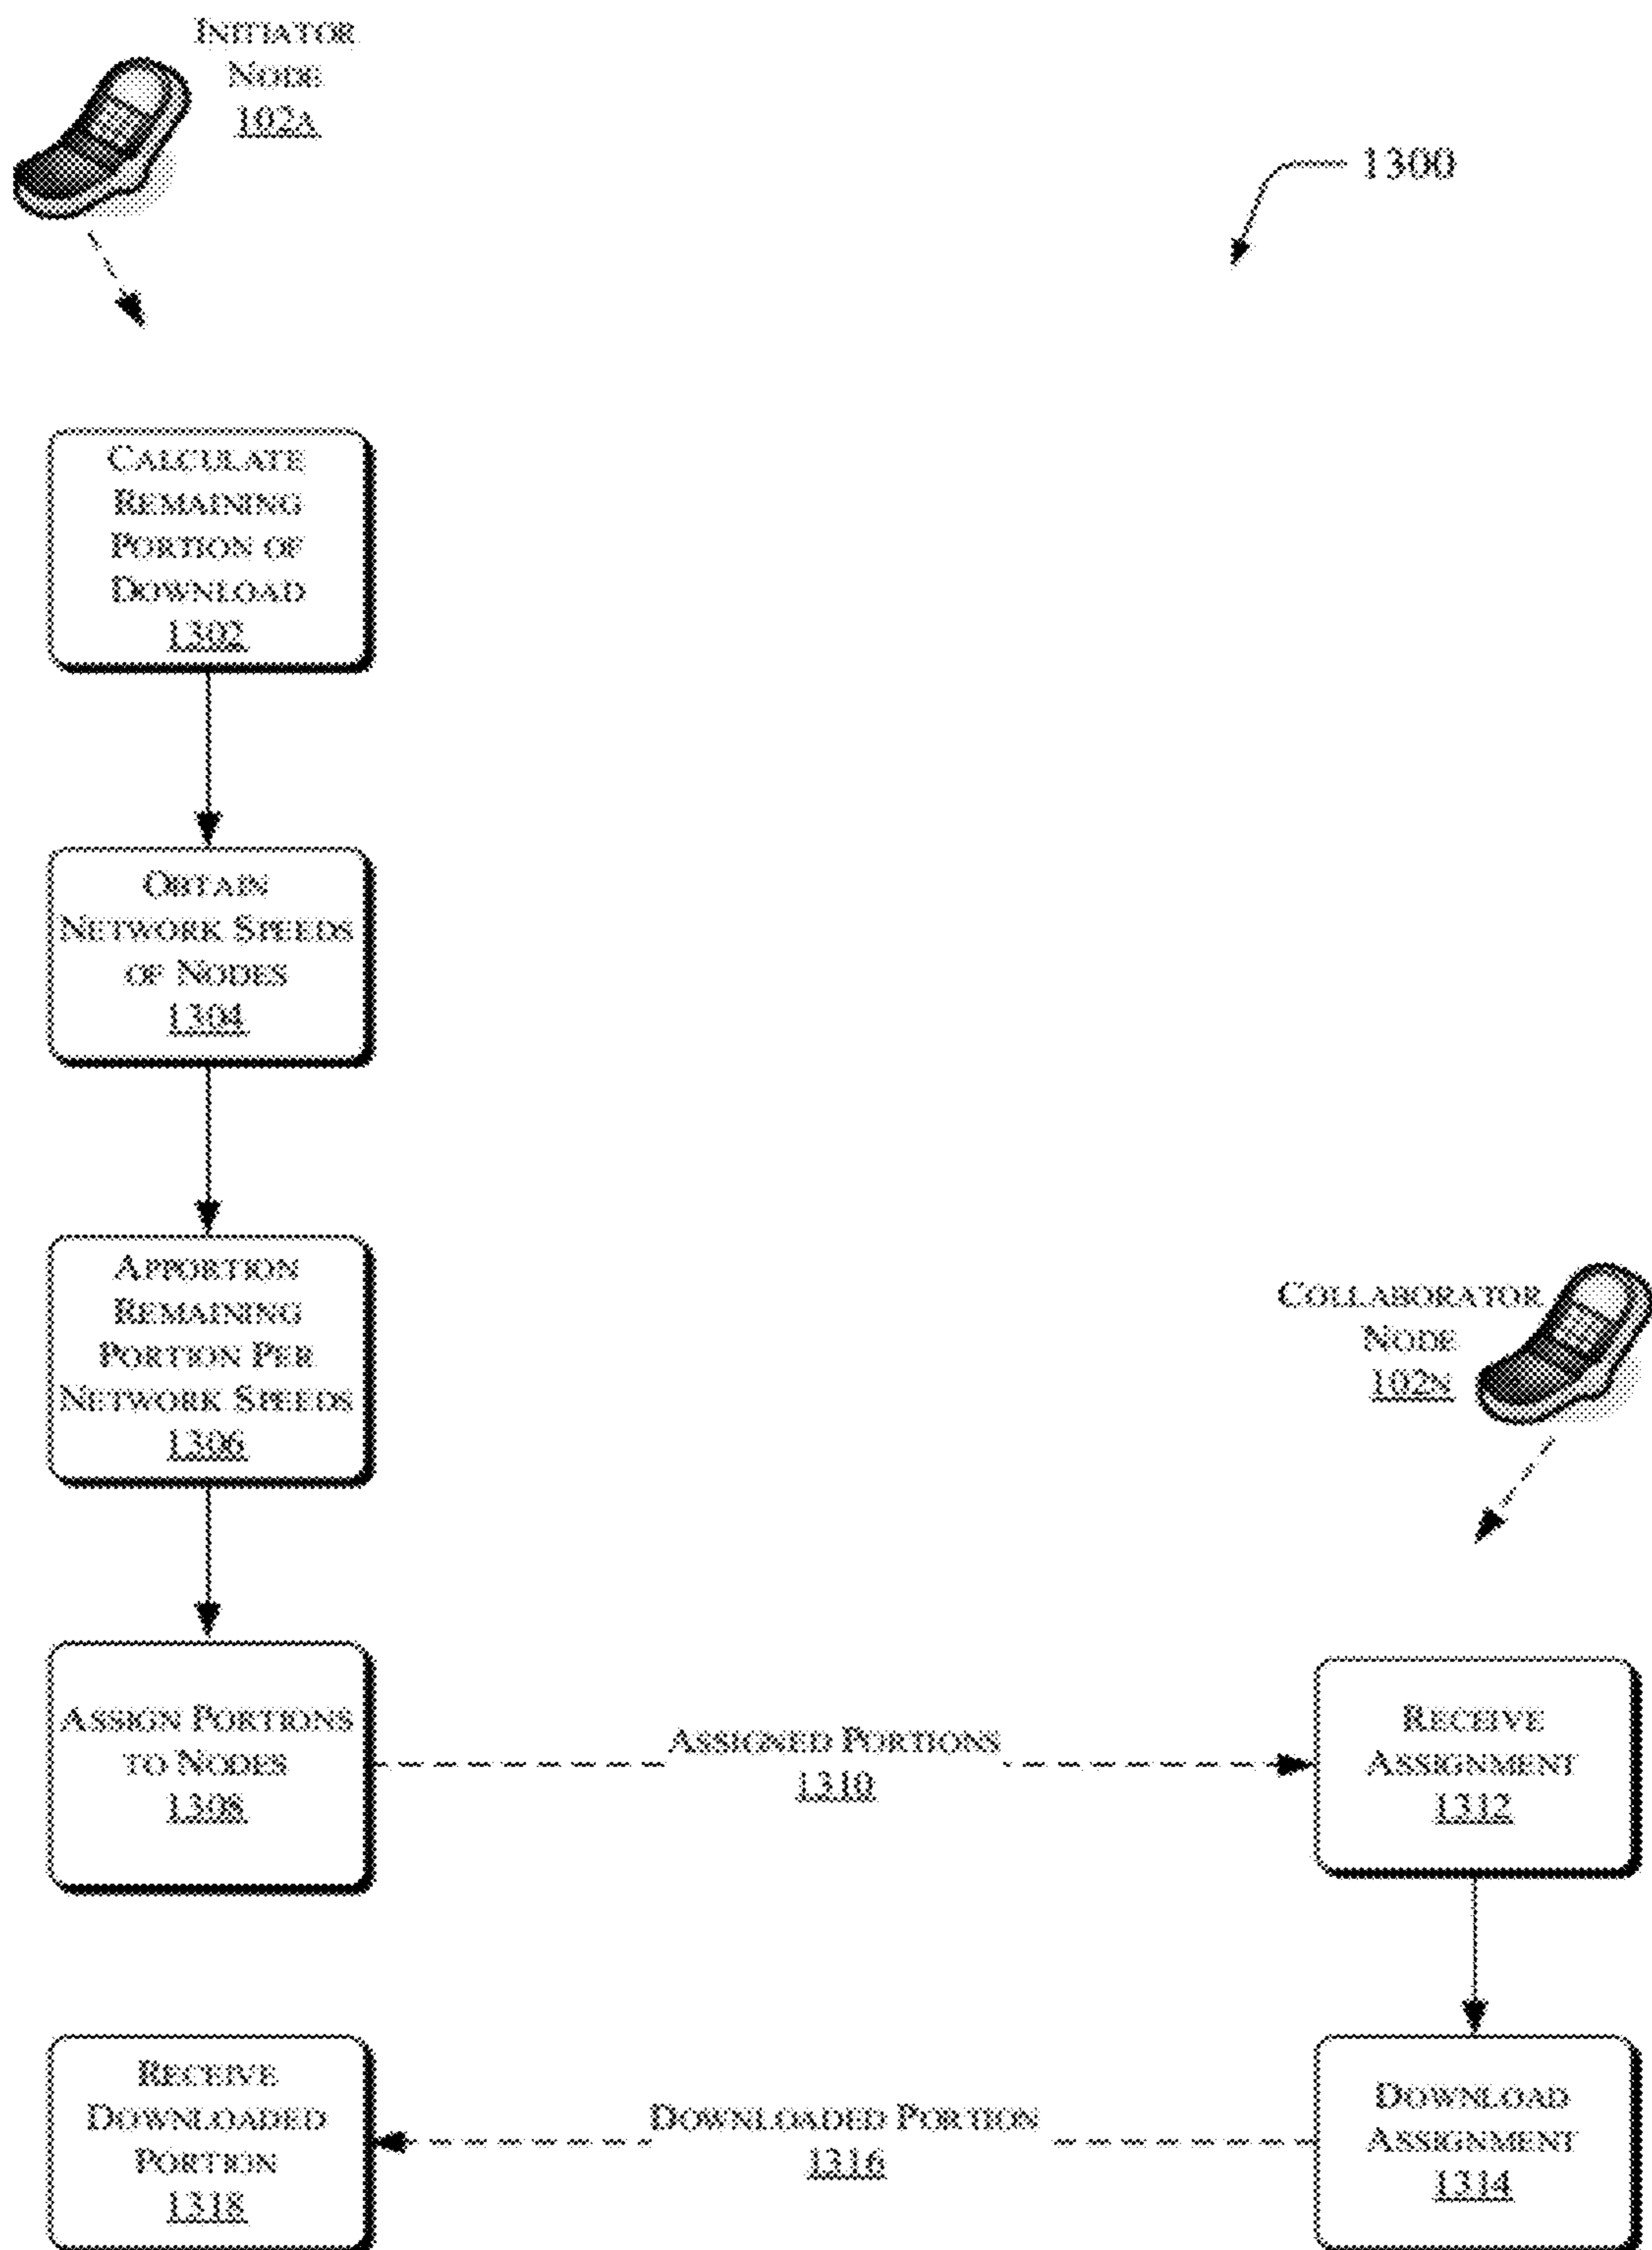 INITIATOR
NODE
102A
1300
CALCULATE
REMAINING
PORTION OF
DOWNLOAD
1302
OBTAIN
NETWORK SPEEDS
OF NODES
1304
APPORTION
REMAINING
PORTION PER
NETWORK SPEEDS
1306
COLLABORATOR
NODE
102N
ASSIGN PORTIONS
TO NODES
1308
ASSIGNED PORTIONS
1310
RECEIVE
ASSIGNMENT
1312
RECEIVE
DOWNLOADED
PORTION
1318
DOWNLOADED PORTION
1316
DOWNLOAD
ASSIGNMENT
1314